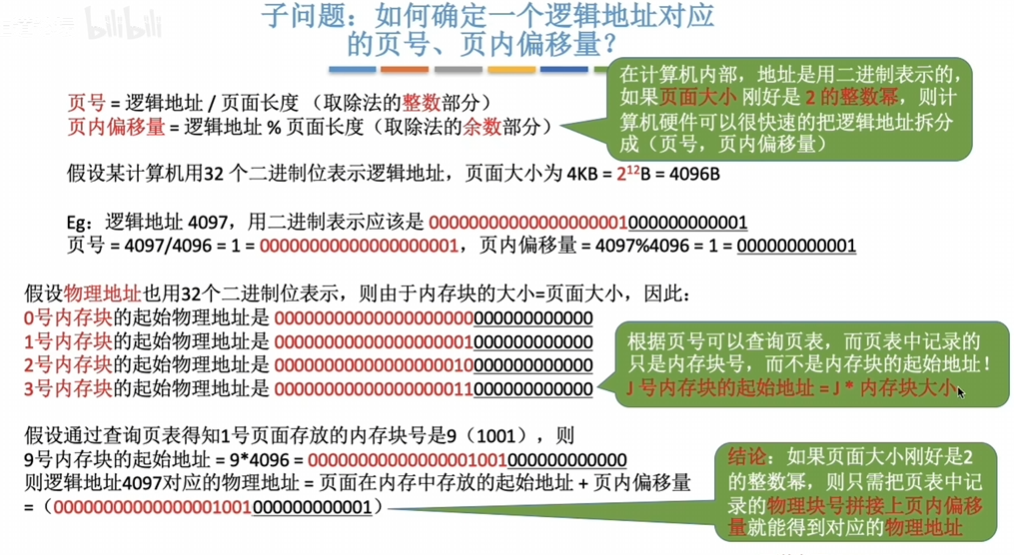 bilibili
子问题：如何确定一个逻辑地址对应
的页号、页内偏移量？
页号 = 逻辑地址 / 页面长度 （取除法的整数部分）
页内偏移量 = 逻辑地址 % 页面长度（取除法的余数部分）
在计算机内部，地址是用二进制表示的，
如果页面大小 刚好是 2 的整数幂，则计
算机硬件可以很快速的把逻辑地址拆分
成（页号，页内偏移量）
假设某计算机用32 个二进制位表示逻辑地址，页面大小为 4KB = 2¹²B = 4096B
Eg：逻辑地址 4097，用二进制表示应该是 00000000000000000001000000000001
页号 = 4097/4096 = 1 = 00000000000000000001，页内偏移量 = 4097%4096 = 1 = 000000000001
假设物理地址也用32个二进制位表示，则由于内存块的大小=页面大小，因此：
0号内存块的起始物理地址是 00000000000000000000000000000000
1号内存块的起始物理地址是 00000000000000000001000000000000
2号内存块的起始物理地址是 00000000000000000010000000000000
3号内存块的起始物理地址是 00000000000000000011000000000000
根据页号可以查询页表，而页表中记录的
只是内存块号，而不是内存块的起始地址！
J 号内存块的起始地址 = J * 内存块大小
假设通过查询页表得知1号页面存放的内存块号是9（1001），则
9号内存块的起始地址 = 9*4096 = 00000000000000001001000000000000
则逻辑地址4097对应的物理地址 = 页面在内存中存放的起始地址 + 页内偏移量
=（00000000000000001001000000000001）
结论：如果页面大小刚好是2
的整数幂，则只需把页表中记
录的物理块号拼接上页内偏移
量就能得到对应的物理地址